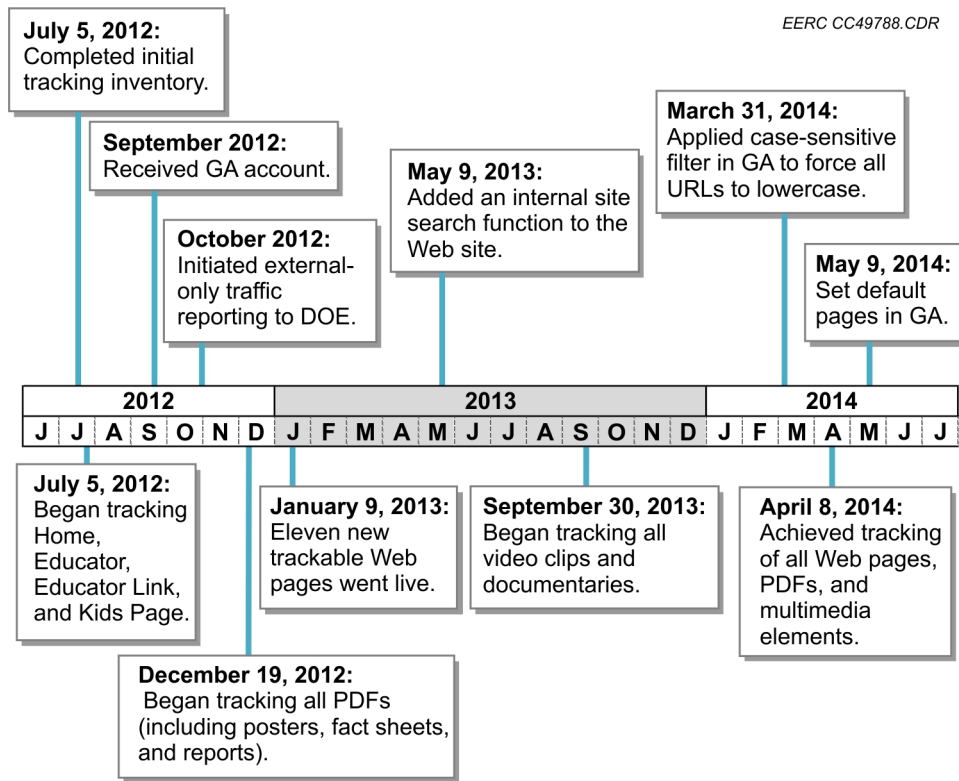 EERC CC49788.CDR
July 5, 2012:
Completed initial
tracking inventory.
September 2012:
Received GA account.
October 2012:
Initiated external-
only traffic
reporting to DOE.
May 9, 2013:
Added an internal site
search function to the
Web site.
March 31, 2014:
Applied case-sensitive
filter in GA to force all
URLs to lowercase.
May 9, 2014:
Set default
pages in GA.
2012 2013 2014
J J A S O N D J F M A M J J A S O N D J F M A M J J
July 5, 2012:
Began tracking
Home,
Educator,
Educator Link,
and Kids Page.
December 19, 2012:
Began tracking all PDFs
(including posters, fact sheets,
and reports).
January 9, 2013:
Eleven new
trackable Web
pages went live.
September 30, 2013:
Began tracking all
video clips and
documentaries.
April 8, 2014:
Achieved tracking
of all Web pages,
PDFs, and
multimedia
elements.